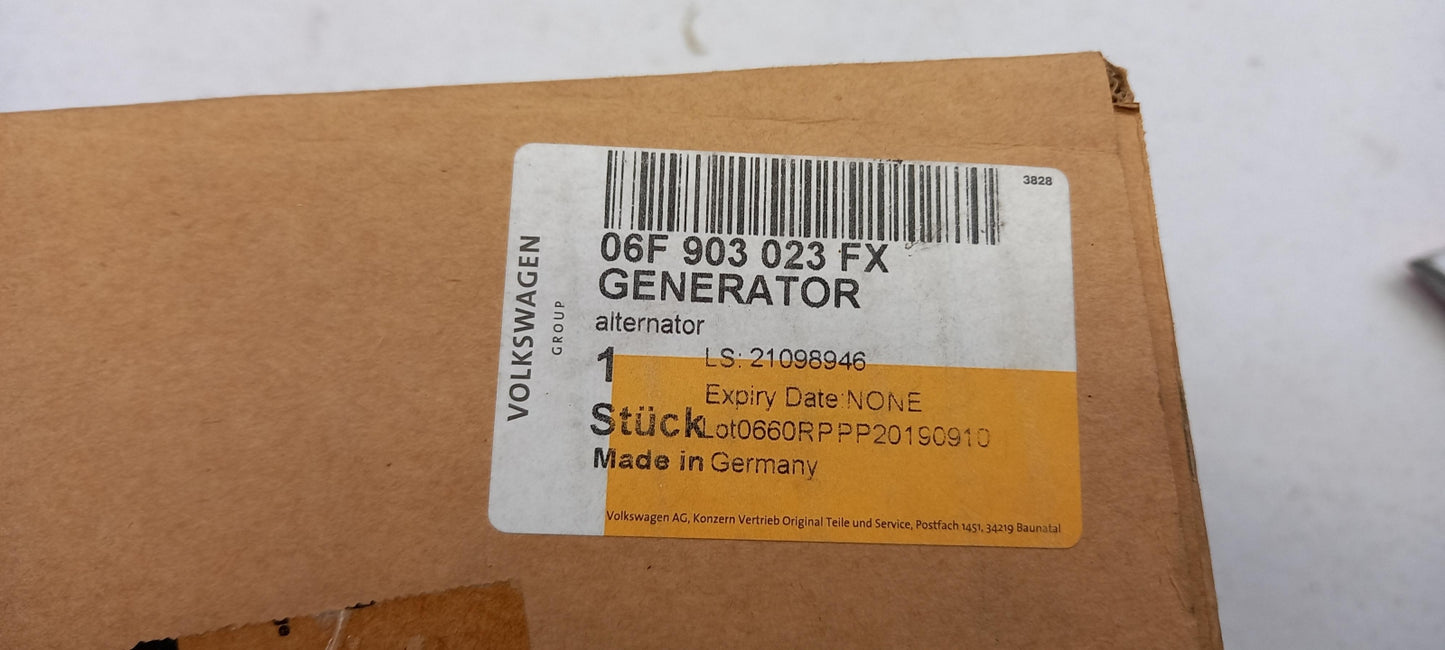 3828
06F 903 023 FX
GENERATOR
alternator
1 LS: 21098946
Expiry Date:NONE
Stück Lot0660RPPP20190910
Made in Germany
Volkswagen AG, Konzern Vertrieb Original Teile und Service, Postfach 1451, 34219 Baunatal
VOLKSWAGEN
GROUP